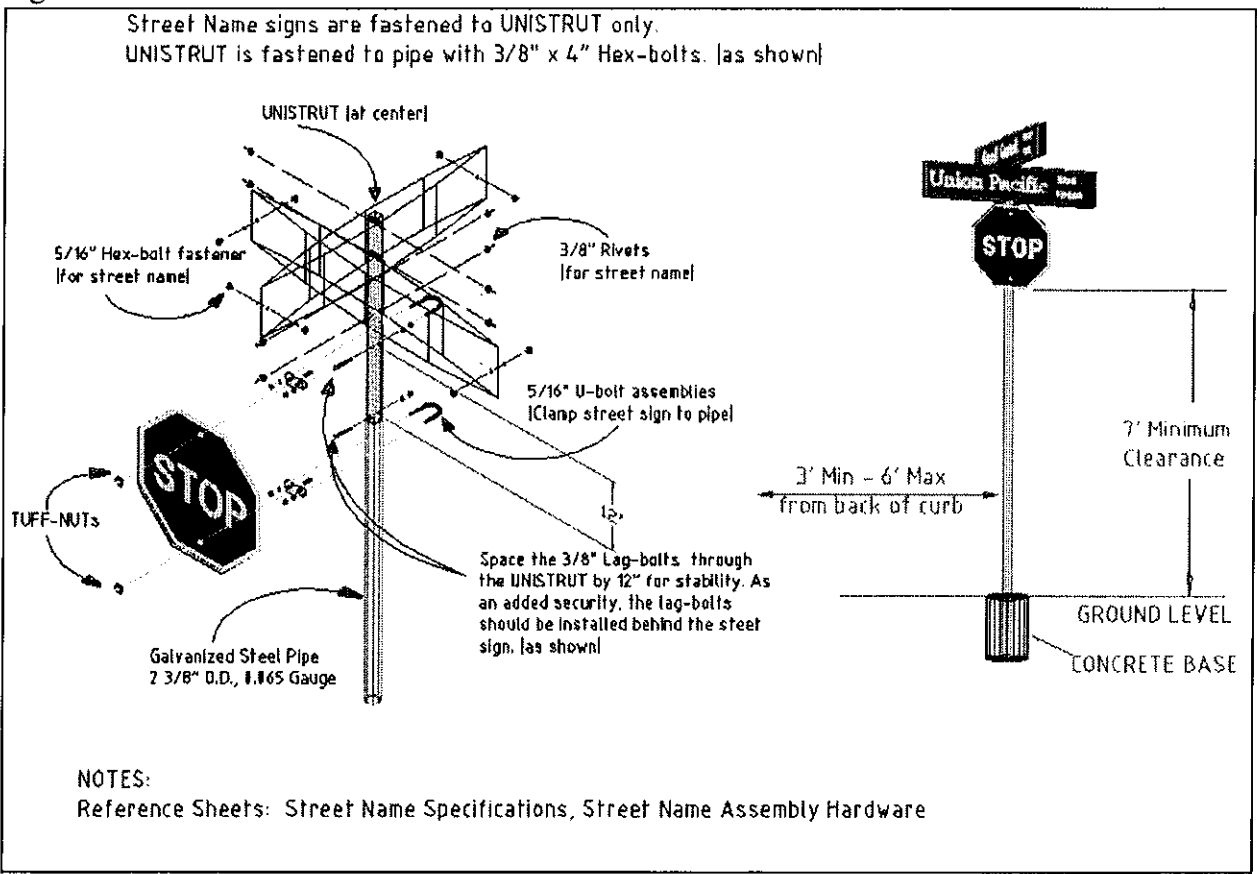 Street Name signs are fastened to UNISTRUT only.
UNISTRUT is fastened to pipe with 3/8" x 4" Hex-bolts. |as shown|
UNISTRUT |at center|
5/16" Hex-bolt fastener
|for street name|
3/8" Rivets
|for street name|
5/16" U-bolt assemblies
|Clamp street sign to pipe|
STOP
TUFF-NUTs
12"
Space the 3/8" Lag-bolts through
the UNISTRUT by 12" for stability. As
an added security, the lag-bolts
should be installed behind the steet
sign. |as shown|
Galvanized Steel Pipe
2 3/8" O.D., 0.065 Gauge
Union Pacific
STOP
7' Minimum
Clearance
3' Min - 6' Max
from back of curb
GROUND LEVEL
CONCRETE BASE
NOTES:
Reference Sheets: Street Name Specifications, Street Name Assembly Hardware